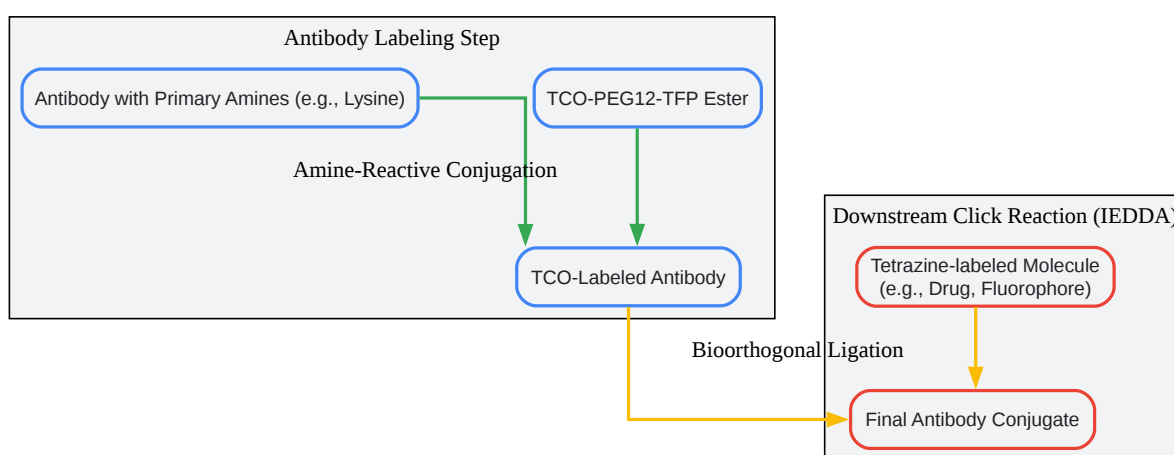 Antibody Labeling Step
Antibody with Primary Amines (e.g., Lysine)
TCO-PEG12-TFP Ester
Amine-Reactive Conjugation
TCO-Labeled Antibody
Downstream Click Reaction (IEDDA)
Tetrazine-labeled Molecule
(e.g., Drug, Fluorophore)
Bioorthogonal Ligation
Final Antibody Conjugate